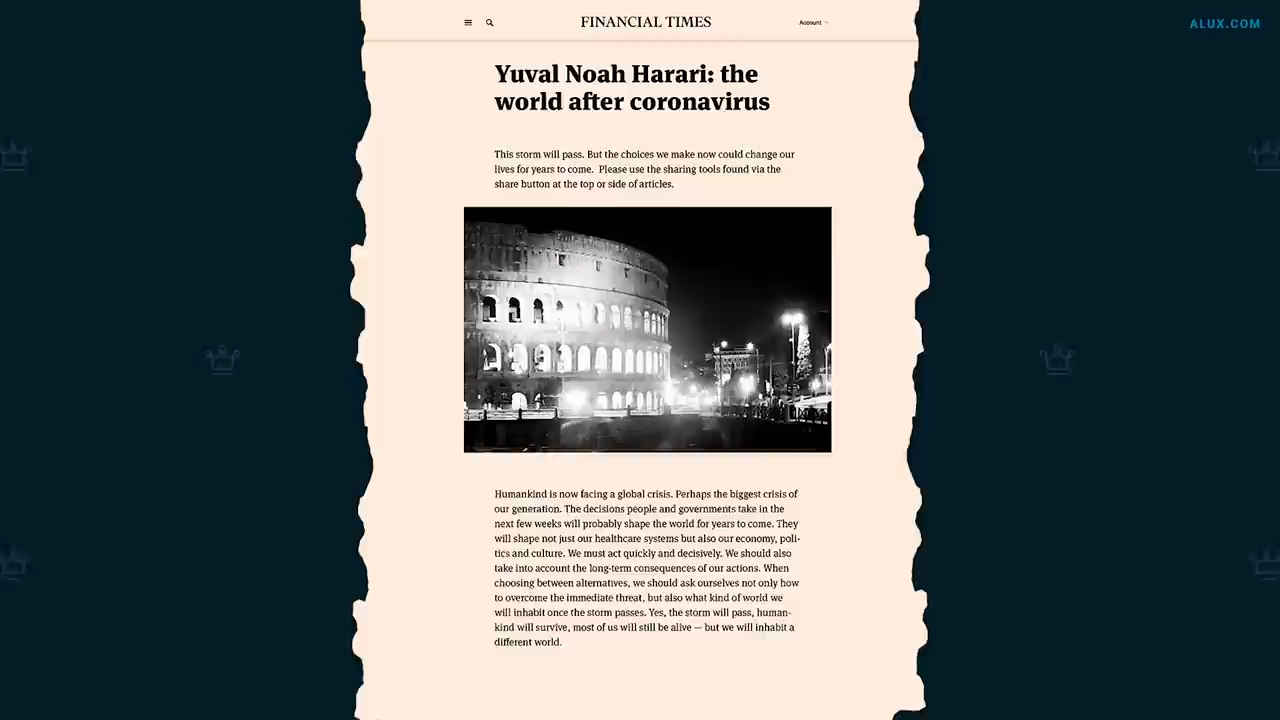 ALUX.COM
FINANCIAL TIMES
Account
Yuval Noah Harari: the
world after coronavirus
This storm will pass. But the choices we make now could change our
lives for years to come.  Please use the sharing tools found via the
share button at the top or side of articles.
Humankind is now facing a global crisis. Perhaps the biggest crisis of
our generation. The decisions people and governments take in the
next few weeks will probably shape the world for years to come. They
will shape not just our healthcare systems but also our economy, poli-
tics and culture. We must act quickly and decisively. We should also
take into account the long-term consequences of our actions. When
choosing between alternatives, we should ask ourselves not only how
to overcome the immediate threat, but also what kind of world we
will inhabit once the storm passes. Yes, the storm will pass, human-
kind will survive, most of us will still be alive — but we will inhabit a
different world.